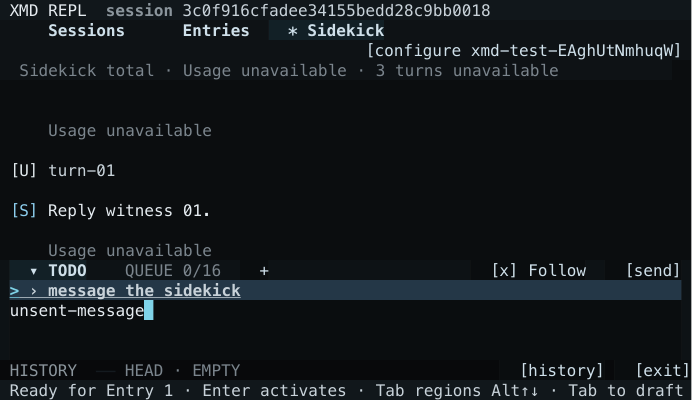 XMD REPL  session 3c0f916cfadee34155bedd28c9bb0018
Sessions      Entries    ∗ Sidekick
[configure xmd-test-EAghUtNmhuqW]
Sidekick total · Usage unavailable · 3 turns unavailable
Usage unavailable
[U] turn-01
[S] Reply witness 01.
Usage unavailable
▾ TODO    QUEUE 0/16    +    [x] Follow    [send]
> › message the sidekick
unsent-message
HISTORY  ── HEAD · EMPTY    [history]   [exit]
Ready for Entry 1 · Enter activates · Tab regions Alt↑↓ · Tab to draft